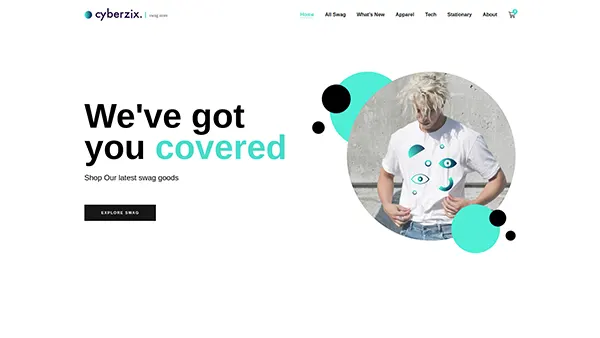 cyberzix. | swag store
Home All Swag What's New Apparel Tech Stationary About
We've got
you covered
Shop Our latest swag goods
EXPLORE SWAG